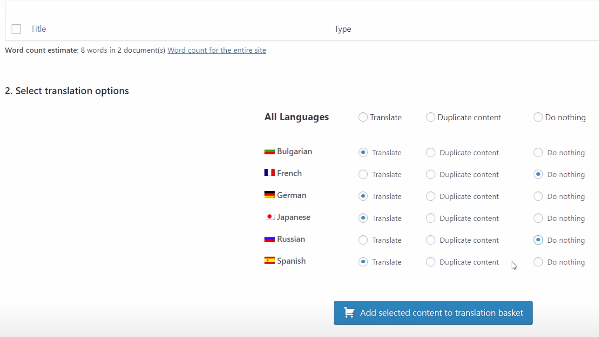 Title Type
Word count estimate: 8 words in 2 document(s) Word count for the entire site
2. Select translation options
All Languages Translate Duplicate content Do nothing
Bulgarian Translate Duplicate content Do nothing
French Translate Duplicate content Do nothing
German Translate Duplicate content Do nothing
Japanese Translate Duplicate content Do nothing
Russian Translate Duplicate content Do nothing
Spanish Translate Duplicate content Do nothing
Add selected content to translation basket